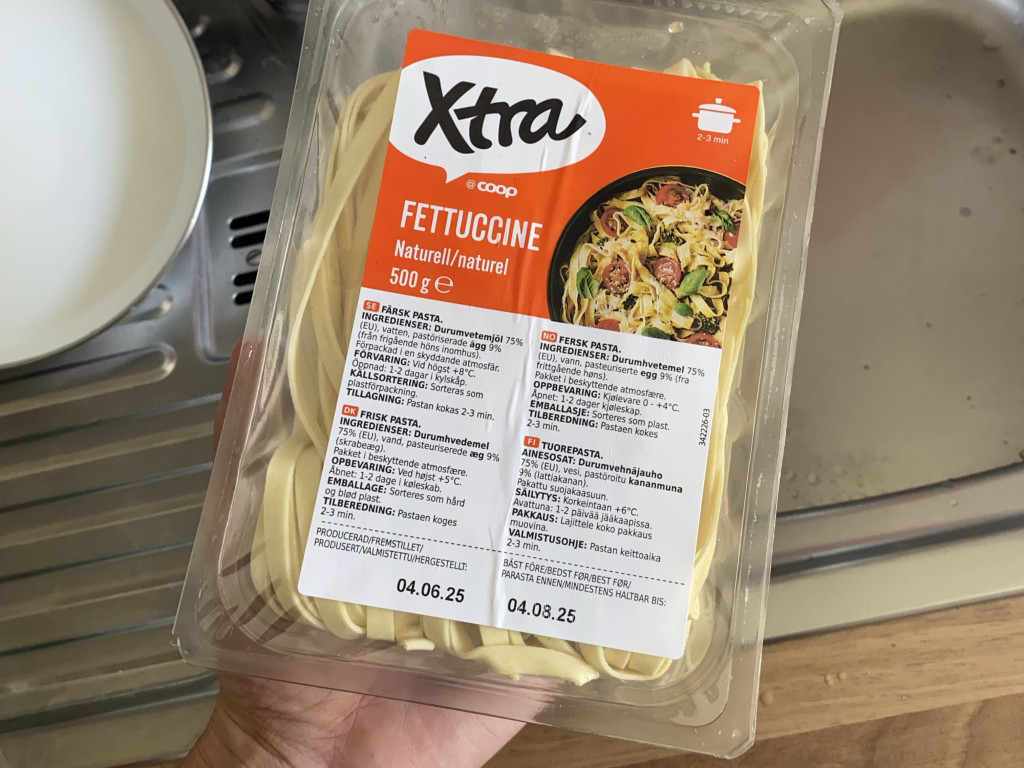 Xtra
@coop
2-3 min
FETTUCCINE
Naturell/naturel
500 g ℮
SE FÄRSK PASTA.
INGREDIENSER: Durumvetemjöl 75%
(EU), vatten, pastöriserade ägg 9%
(från frigående höns inomhus).
Förpackad i en skyddande atmosfär.
FÖRVARING: Vid högst +8°C.
Öppnad: 1-2 dagar i kylskåp.
KÄLLSORTERING: Sorteras som
plastförpackning.
TILLAGNING: Pastan kokas 2-3 min.
DK FRISK PASTA.
INGREDIENSER: Durumhvedemel
75% (EU), vand, pasteuriserede æg 9%
(skrabeæg).
Pakket i beskyttende atmosfære.
OPBEVARING: Ved højst +5°C.
Åbnet: 1-2 dage i køleskab.
EMBALLAGE: Sorteres som hård
og blød plast.
TILBEREDNING: Pastaen koges
2-3 min.
NO FERSK PASTA.
INGREDIENSER: Durumhvetemel 75%
(EU), vann, pasteuriserte egg 9% (fra
frittgående høns).
Pakket i beskyttende atmosfære.
OPPBEVARING: Kjølevare 0 - +4°C.
Åpnet: 1-2 dager kjøleskap.
EMBALLASJE: Sorteres som plast.
TILBEREDNING: Pastaen kokes
2-3 min.
FI TUOREPASTA.
AINESOSAT: Durumvehnäjauho
75% (EU), vesi, pastöroitu kananmuna
9% (lattiakanan).
Pakattu suojakaasuun.
SÄILYTYS: Korkeintaan +6°C.
Avattuna: 1-2 päivää jääkaapissa.
PAKKAUS: Lajittele koko pakkaus
muovina.
VALMISTUSOHJE: Pastan keittoaika
2-3 min.
342226-03
PRODUCERAD/FREMSTILLET/
PRODUSERT/VALMISTETTU/HERGESTELLT:
04.06.25
BÄST FÖRE/BEDST FØR/BEST FØR/
PARASTA ENNEN/MINDESTENS HALTBAR BIS:
04.08.25